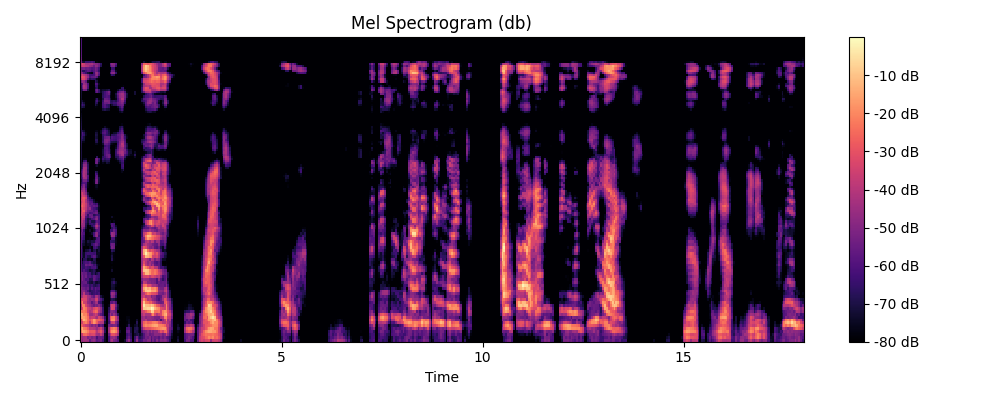 Mel Spectrogram (db)
Hz
8192
4096
2048
1024
512
0
0
5
10
15
Time
-10 dB
-20 dB
-30 dB
-40 dB
-50 dB
-60 dB
-70 dB
-80 dB